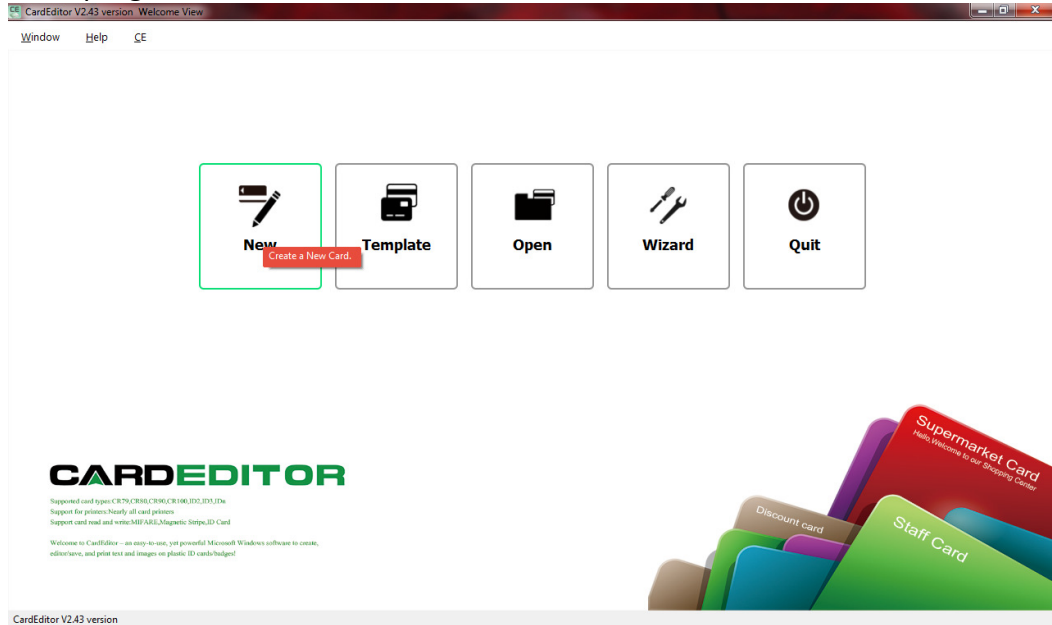 CE CardEditor V2.43 version Welcome View
Window Help CE
New Template Open Wizard Quit
Create a New Card.
CARDEDITOR
Supported card types:CR79,CR80,CR90,CR100,ID2,ID3,IDn
Support for printers:Nearly all card printers
Support card read and write:MIFARE,Magnetic Stripe,ID Card
Welcome to CardEditor – an easy-to-use, yet powerful Microsoft Windows software to create,
editor/save, and print text and images on plastic ID cards/badges!
Supermarket Card
Hello,Welcome to our Shopping Center
Discount card
Staff Card
CardEditor V2.43 version